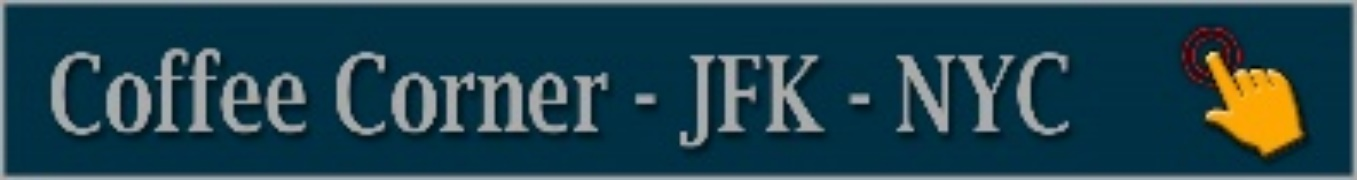 Coffee Corner - JFK - NYC